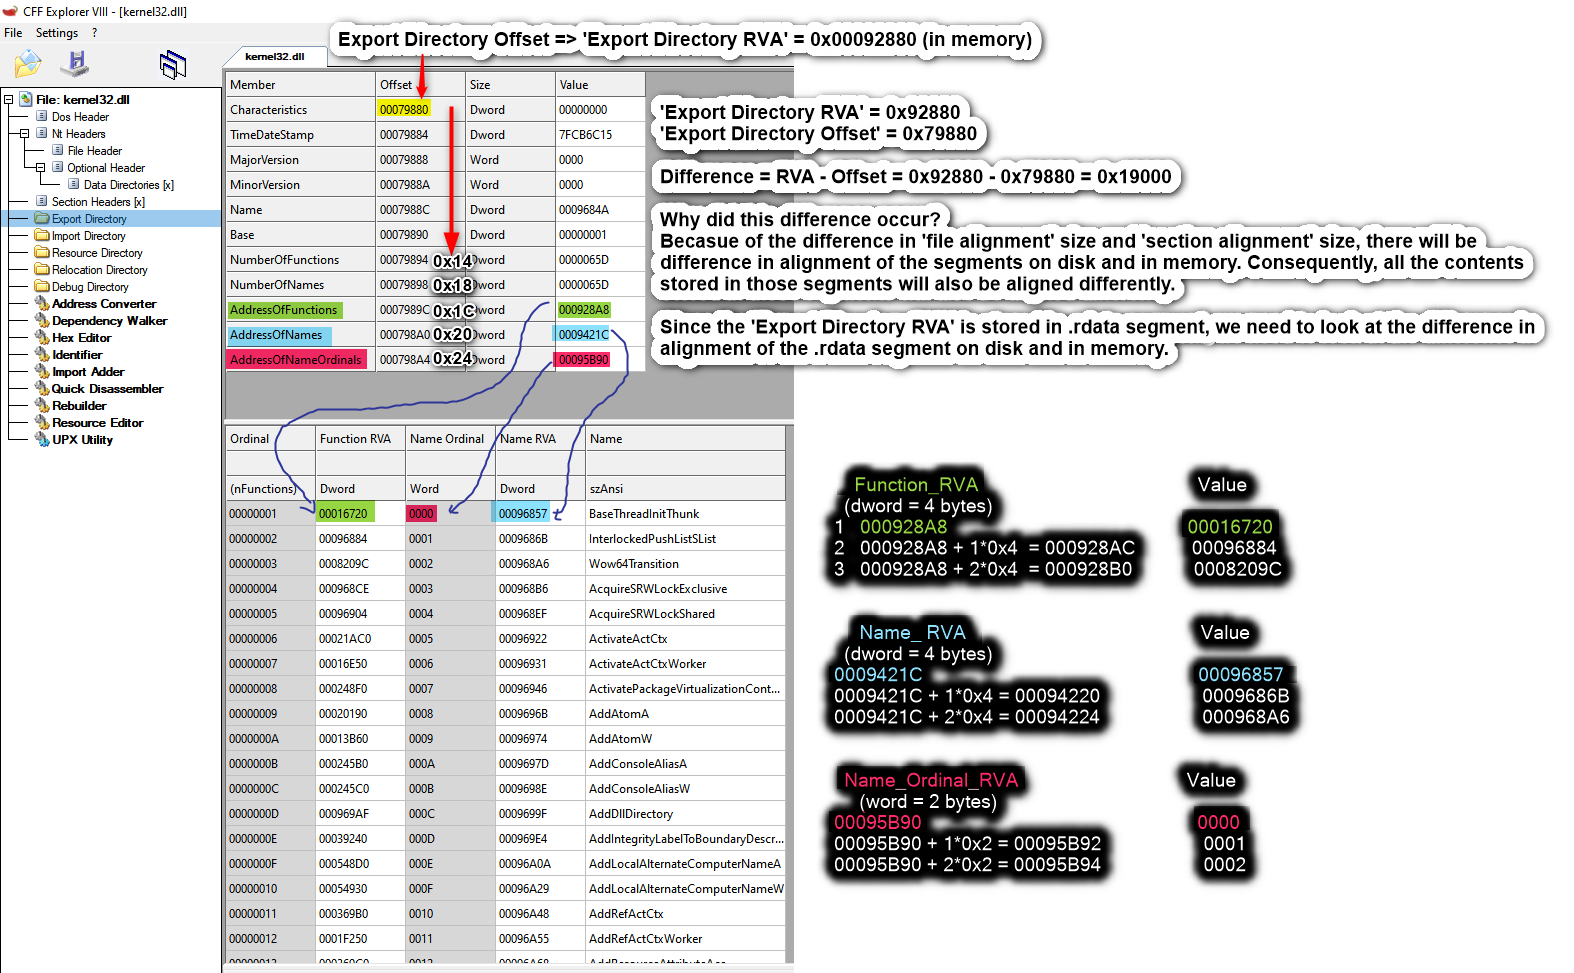 CFF Explorer VIII - [kernel32.dll]
File Settings ?
Export Directory Offset => 'Export Directory RVA' = 0x00092880 (in memory)
kernel32.dll
File: kernel32.dll
Dos Header
Nt Headers
File Header
Optional Header
Data Directories [x]
Section Headers [x]
Export Directory
Import Directory
Resource Directory
Relocation Directory
Debug Directory
Address Converter
Dependency Walker
Hex Editor
Identifier
Import Adder
Quick Disassembler
Rebuilder
Resource Editor
UPX Utility
Member Offset Size Value
Characteristics 00079880 Dword 00000000
TimeDateStamp 00079884 Dword 7FCB6C15
MajorVersion 00079888 Word 0000
MinorVersion 0007988A Word 0000
Name 0007988C Dword 0009684A
Base 00079890 Dword 00000001
NumberOfFunctions 00079894 0x14 Dword 0000065D
NumberOfNames 00079898 0x18 Dword 0000065D
AddressOfFunctions 0007989C 0x1C Dword 000928A8
AddressOfNames 000798A0 0x20 Dword 0009421C
AddressOfNameOrdinals 000798A4 0x24 Dword 00095B90
'Export Directory RVA' = 0x92880
'Export Directory Offset' = 0x79880
Difference = RVA - Offset = 0x92880 - 0x79880 = 0x19000
Why did this difference occur?
Becasue of the difference in 'file alignment' size and 'section alignment' size, there will be
difference in alignment of the segments on disk and in memory. Consequently, all the contents
stored in those segments will also be aligned differently.
Since the 'Export Directory RVA' is stored in .rdata segment, we need to look at the difference in
alignment of the .rdata segment on disk and in memory.
Ordinal Function RVA Name Ordinal Name RVA Name
(nFunctions) Dword Word Dword szAnsi
00000001 00016720 0000 00096857 BaseThreadInitThunk
00000002 00096884 0001 0009686B InterlockedPushListSList
00000003 0008209C 0002 000968A6 Wow64Transition
00000004 000968CE 0003 000968B6 AcquireSRWLockExclusive
00000005 00096904 0004 000968EF AcquireSRWLockShared
00000006 00021AC0 0005 00096922 ActivateActCtx
00000007 00016E50 0006 00096931 ActivateActCtxWorker
00000008 000248F0 0007 00096946 ActivatePackageVirtualizationCont...
00000009 00020190 0008 0009696B AddAtomA
0000000A 00013B60 0009 00096974 AddAtomW
0000000B 000245B0 000A 0009697D AddConsoleAliasA
0000000C 000245C0 000B 0009698E AddConsoleAliasW
0000000D 000969AF 000C 0009699F AddDllDirectory
0000000E 00039240 000D 000969E4 AddIntegrityLabelToBoundaryDescr...
0000000F 000548D0 000E 00096A0A AddLocalAlternateComputerNameA
00000010 00054930 000F 00096A29 AddLocalAlternateComputerNameW
00000011 000369B0 0010 00096A48 AddRefActCtx
00000012 0001F250 0011 00096A55 AddRefActCtxWorker
Function_RVA Value
(dword = 4 bytes)
1 000928A8 00016720
2 000928A8 + 1*0x4 = 000928AC 00096884
3 000928A8 + 2*0x4 = 000928B0 0008209C
Name_ RVA Value
(dword = 4 bytes)
0009421C 00096857
0009421C + 1*0x4 = 00094220 0009686B
0009421C + 2*0x4 = 00094224 000968A6
Name_Ordinal_RVA Value
(word = 2 bytes)
00095B90 0000
00095B90 + 1*0x2 = 00095B92 0001
00095B90 + 2*0x2 = 00095B94 0002